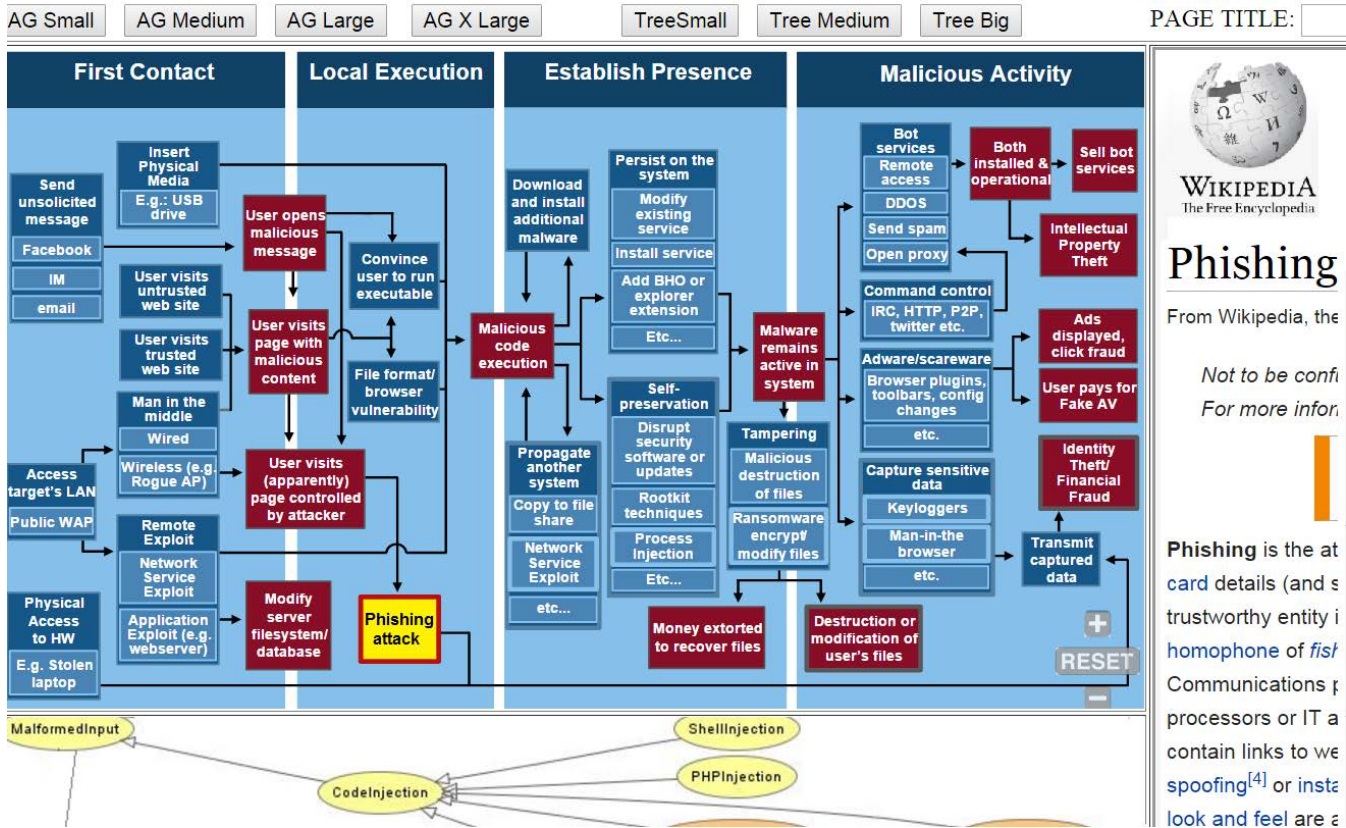 AG Small
AG Medium
AG Large
AG X Large
TreeSmall
Tree Medium
Tree Big
PAGE TITLE:
First Contact
Local Execution
Establish Presence
Malicious Activity
Send
unsolicited
message
Facebook
IM
email
Insert
Physical
Media
E.g.: USB
drive
User visits
untrusted
web site
User visits
trusted
web site
Man in the
middle
Wired
Wireless (e.g.
Rogue AP)
Access
target's LAN
Public WAP
Remote
Exploit
Network
Service
Exploit
Application
Exploit (e.g.
webserver)
Physical
Access
to HW
E.g. Stolen
laptop
User opens
malicious
message
User visits
page with
malicious
content
User visits
(apparently)
page controlled
by attacker
Modify
server
filesystem/
database
Convince
user to run
executable
File format/
browser
vulnerability
Phishing
attack
Malicious
code
execution
Download
and install
additional
malware
Propagate
another
system
Copy to file
share
Network
Service
Exploit
etc...
Persist on the
system
Modify
existing
service
Install service
Add BHO or
explorer
extension
Etc...
Self-
preservation
Disrupt
security
software or
updates
Rootkit
techniques
Process
Injection
Etc...
Malware
remains
active in
system
Tampering
Malicious
destruction
of files
Ransomware
encrypt/
modify files
Money extorted
to recover files
Destruction or
modification of
user's files
Bot
services
Remote
access
DDOS
Send spam
Open proxy
Command control
IRC, HTTP, P2P,
twitter etc.
Adware/scareware
Browser plugins,
toolbars, config
changes
etc.
Capture sensitive
data
Keyloggers
Man-in-the
browser
etc.
Both
installed &
operational
Sell bot
services
Intellectual
Property
Theft
Ads
displayed,
click fraud
User pays for
Fake AV
Identity
Theft/
Financial
Fraud
Transmit
captured
data
RESET
MalformedInput
CodeInjection
ShellInjection
PHPInjection
WIKIPEDIA
The Free Encyclopedia
Phishing
From Wikipedia, the
Not to be
For more
Phishing is the
card details (and
trustworthy entity
homophone of
Communications
processors or IT
contain links to
spoofing[4] or
look and feel are